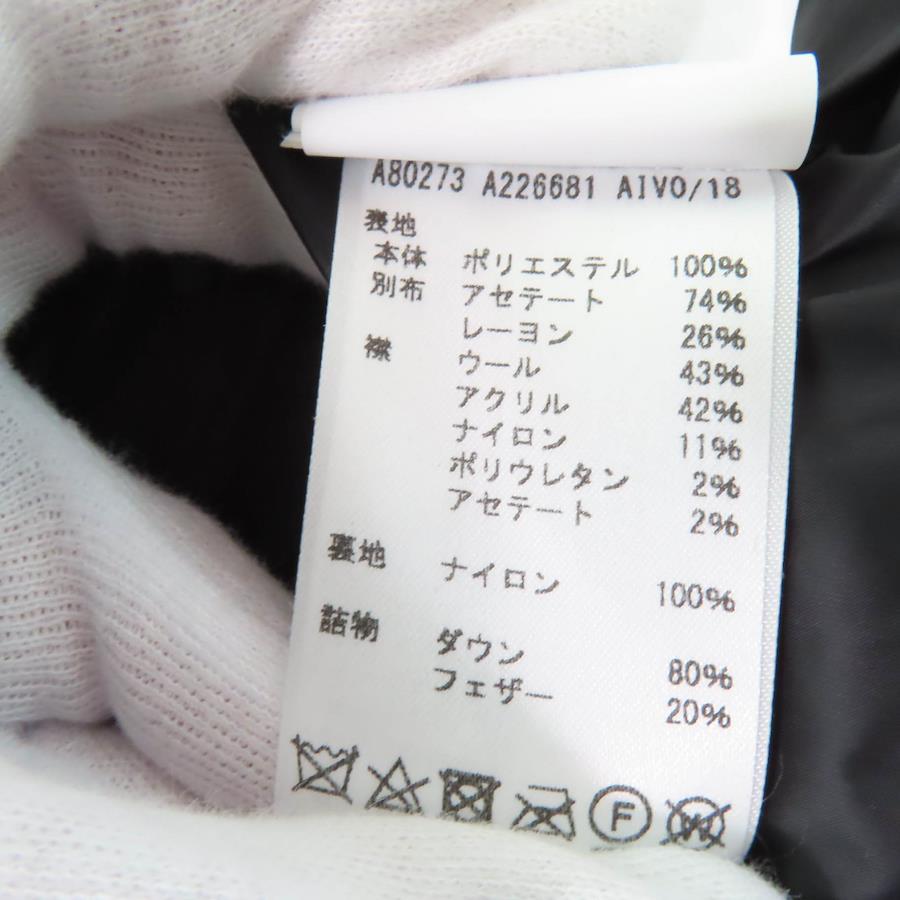 A80273 A226681 AIVO/18
表地
本体 ポリエステル 100%
別布 アセテート 74%
レーヨン 26%
襟 ウール 43%
アクリル 42%
ナイロン 11%
ポリウレタン 2%
アセテート 2%
裏地 ナイロン 100%
詰物 ダウン 80%
フェザー 20%
F W